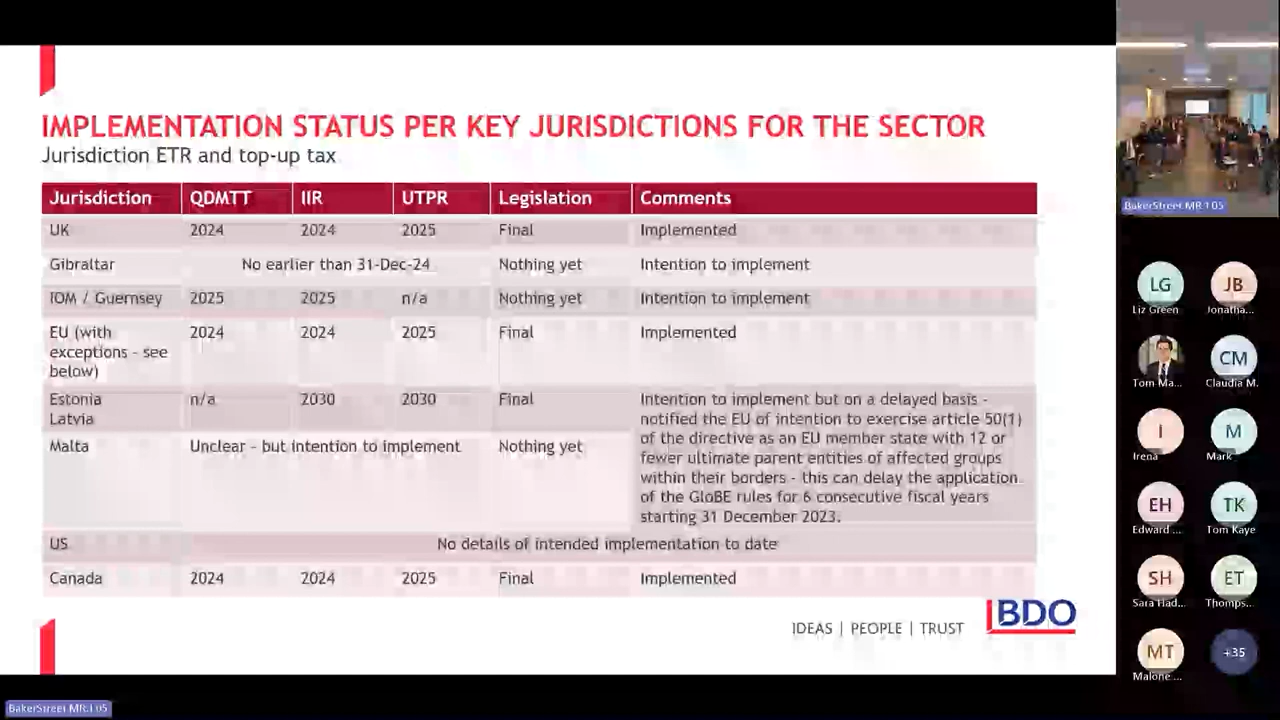 IMPLEMENTATION STATUS PER KEY JURISDICTIONS FOR THE SECTOR
Jurisdiction ETR and top-up tax
Jurisdiction QDMTT IIR UTPR Legislation Comments
UK 2024 2024 2025 Final Implemented
Gibraltar No earlier than 31-Dec-24 Nothing yet Intention to implement
IOM / Guernsey 2025 2025 n/a Nothing yet Intention to implement
EU (with
exceptions - see
below)
2024 2024 2025 Final Implemented
Estonia
Latvia
n/a 2030 2030 Final
Malta Unclear - but intention to implement Nothing yet
Intention to implement but on a delayed basis -
notified the EU of intention to exercise article 50(1)
of the directive as an EU member state with 12 or
fewer ultimate parent entities of affected groups
within their borders - this can delay the application
of the GloBE rules for 6 consecutive fiscal years
starting 31 December 2023.
US No details of intended implementation to date
Canada 2024 2024 2025 Final Implemented
IDEAS | PEOPLE | TRUST
BDO
BakerStreet MR.1.05
BakerStreet MR.1.05
LG JB
Liz Green Jonatha...
CM
Tom Ma... Claudia M.
I M
Irena Mark
EH TK
Edward ... Tom Kaye
SH ET
Sara Had... Thomps...
MT +35
Malone ...